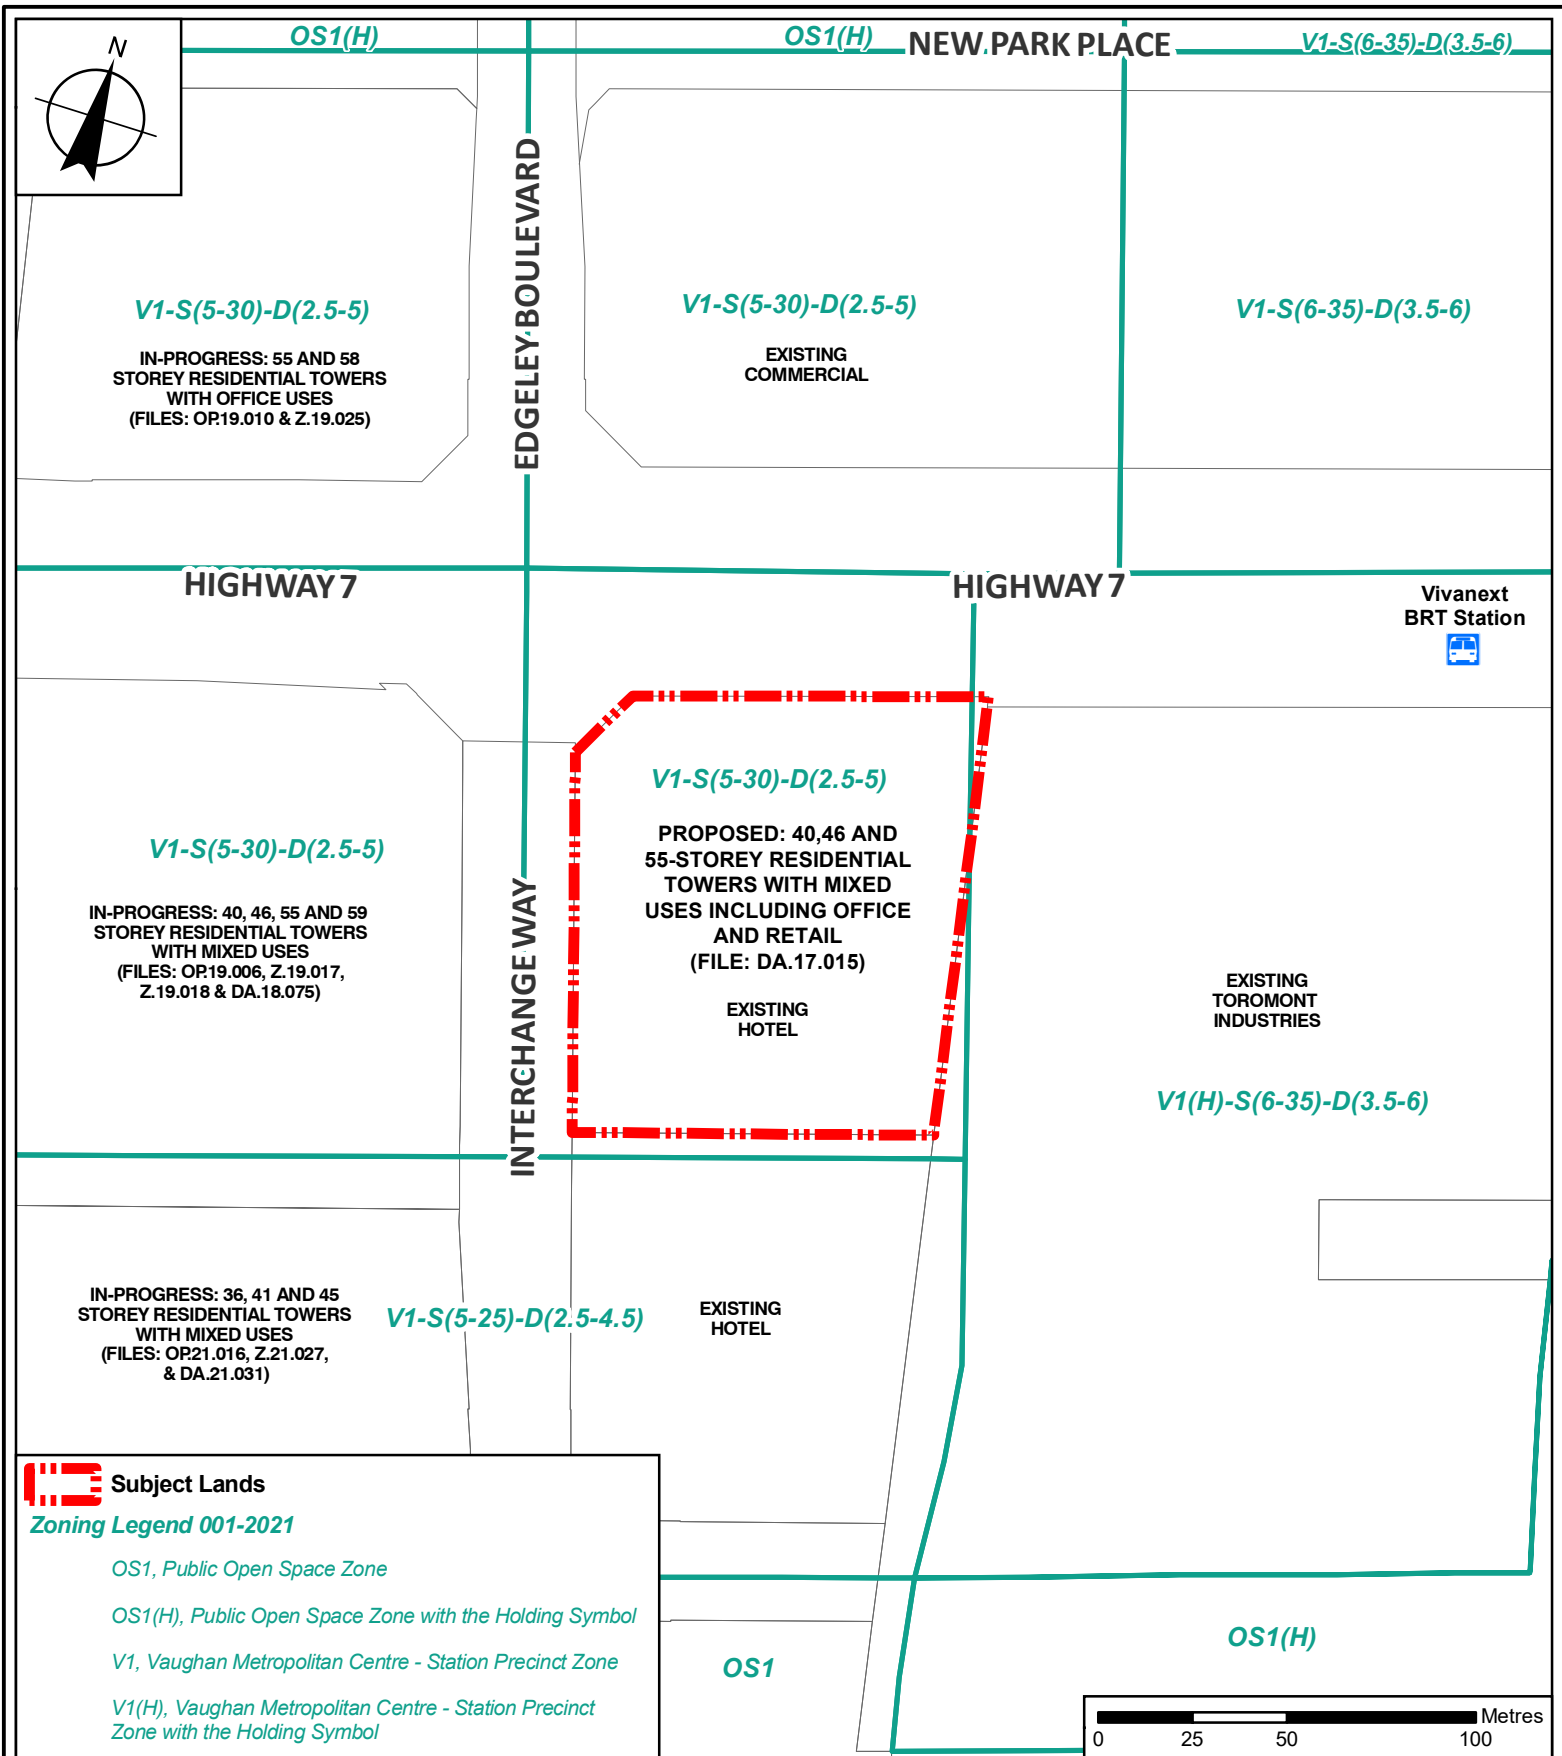 N
OS1(H)
OS1(H)
NEW PARK PLACE
V1-S(6-35)-D(3.5-6)
EDGELEY BOULEVARD
V1-S(5-30)-D(2.5-5)
IN-PROGRESS: 55 AND 58
STOREY RESIDENTIAL TOWERS
WITH OFFICE USES
(FILES: OP.19.010 & Z.19.025)
V1-S(5-30)-D(2.5-5)
EXISTING
COMMERCIAL
V1-S(6-35)-D(3.5-6)
HIGHWAY 7
HIGHWAY 7
Vivanext
BRT Station
V1-S(5-30)-D(2.5-5)
IN-PROGRESS: 40, 46, 55 AND 59
STOREY RESIDENTIAL TOWERS
WITH MIXED USES
(FILES: OP.19.006, Z.19.017,
Z.19.018 & DA.18.075)
INTERCHANGE WAY
V1-S(5-30)-D(2.5-5)
PROPOSED: 40,46 AND
55-STOREY RESIDENTIAL
TOWERS WITH MIXED
USES INCLUDING OFFICE
AND RETAIL
(FILE: DA.17.015)
EXISTING
HOTEL
EXISTING
TOROMONT
INDUSTRIES
V1(H)-S(6-35)-D(3.5-6)
IN-PROGRESS: 36, 41 AND 45
STOREY RESIDENTIAL TOWERS
WITH MIXED USES
(FILES: OP.21.016, Z.21.027,
& DA.21.031)
V1-S(5-25)-D(2.5-4.5)
EXISTING
HOTEL
Subject Lands
Zoning Legend 001-2021
OS1, Public Open Space Zone
OS1(H), Public Open Space Zone with the Holding Symbol
V1, Vaughan Metropolitan Centre - Station Precinct Zone
V1(H), Vaughan Metropolitan Centre - Station Precinct
Zone with the Holding Symbol
OS1
OS1(H)
Metres
0 25 50 100